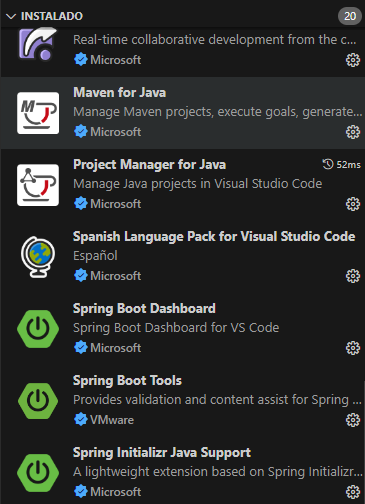 INSTALADO 20
Real-time collaborative development from the c...
Microsoft
Maven for Java
Manage Maven projects, execute goals, generate...
Microsoft
Project Manager for Java 52ms
Manage Java projects in Visual Studio Code
Microsoft
Spanish Language Pack for Visual Studio Code
Español
Microsoft
Spring Boot Dashboard
Spring Boot Dashboard for VS Code
Microsoft
Spring Boot Tools
Provides validation and content assist for Spring ...
VMware
Spring Initializr Java Support
A lightweight extension based on Spring Initializr...
Microsoft